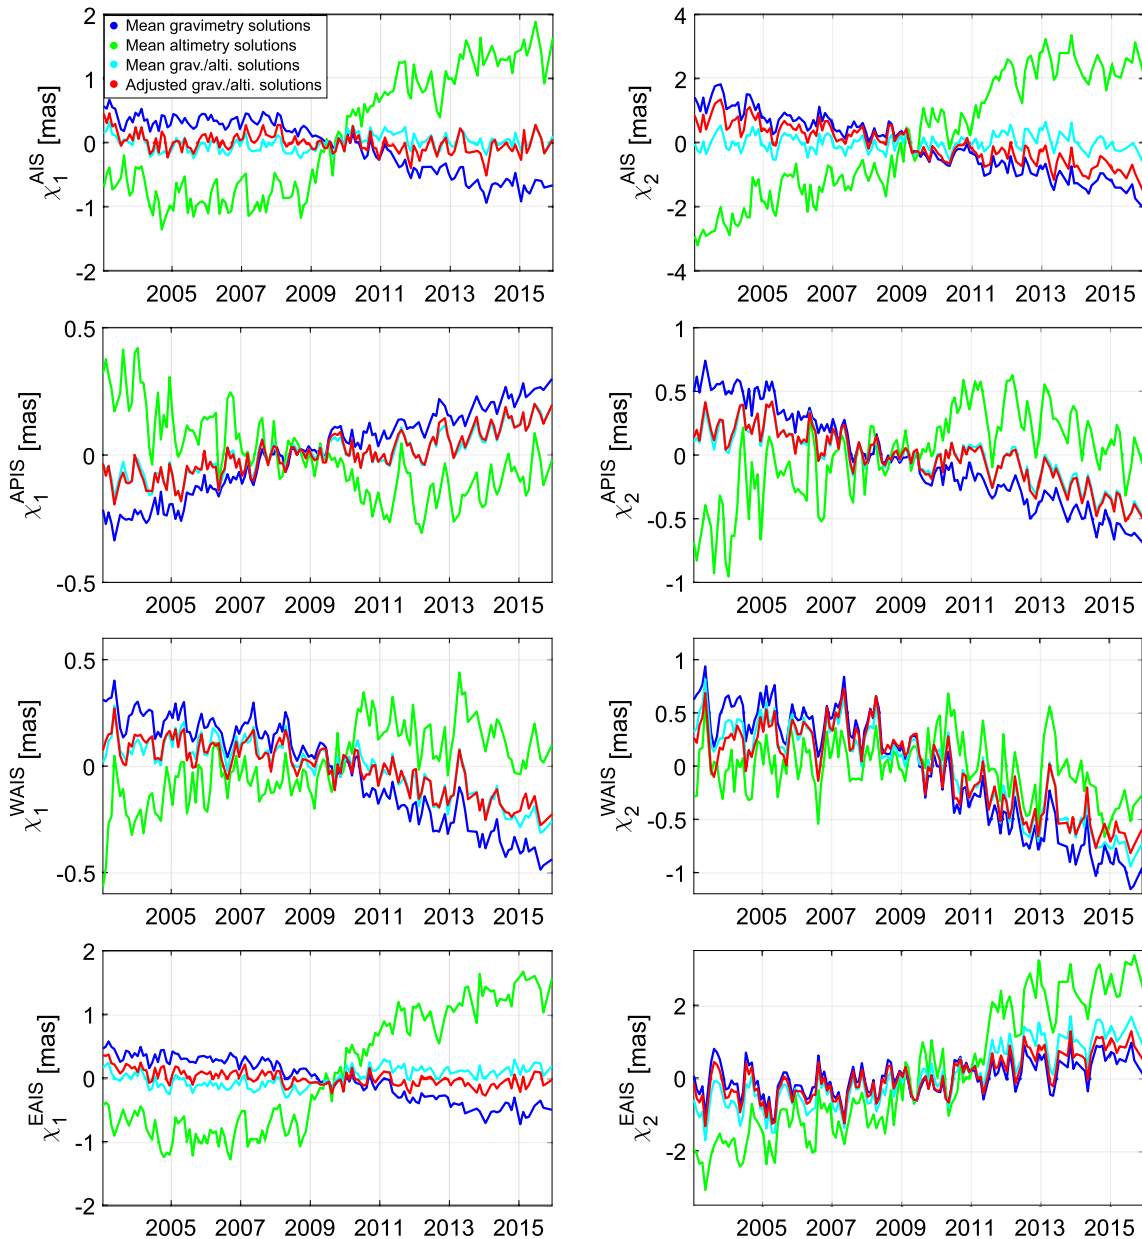 2
1
0
-1
-2
Mean gravimetry solutions
Mean altimetry solutions
Mean grav./alti. solutions
Adjusted grav./alti. solutions
χ₁ᴬᴵˢ [mas]
2005 2007 2009 2011 2013 2015
4
2
0
-2
-4
χ₂ᴬᴵˢ [mas]
2005 2007 2009 2011 2013 2015
0.5
0
-0.5
χ₁ᴬᴾᴵˢ [mas]
2005 2007 2009 2011 2013 2015
1
0.5
0
-0.5
-1
χ₂ᴬᴾᴵˢ [mas]
2005 2007 2009 2011 2013 2015
0.5
0
-0.5
χ₁ᵂᴬᴵˢ [mas]
2005 2007 2009 2011 2013 2015
1
0.5
0
-0.5
-1
χ₂ᵂᴬᴵˢ [mas]
2005 2007 2009 2011 2013 2015
2
1
0
-1
-2
χ₁ᴱᴬᴵˢ [mas]
2005 2007 2009 2011 2013 2015
2
0
-2
χ₂ᴱᴬᴵˢ [mas]
2005 2007 2009 2011 2013 2015